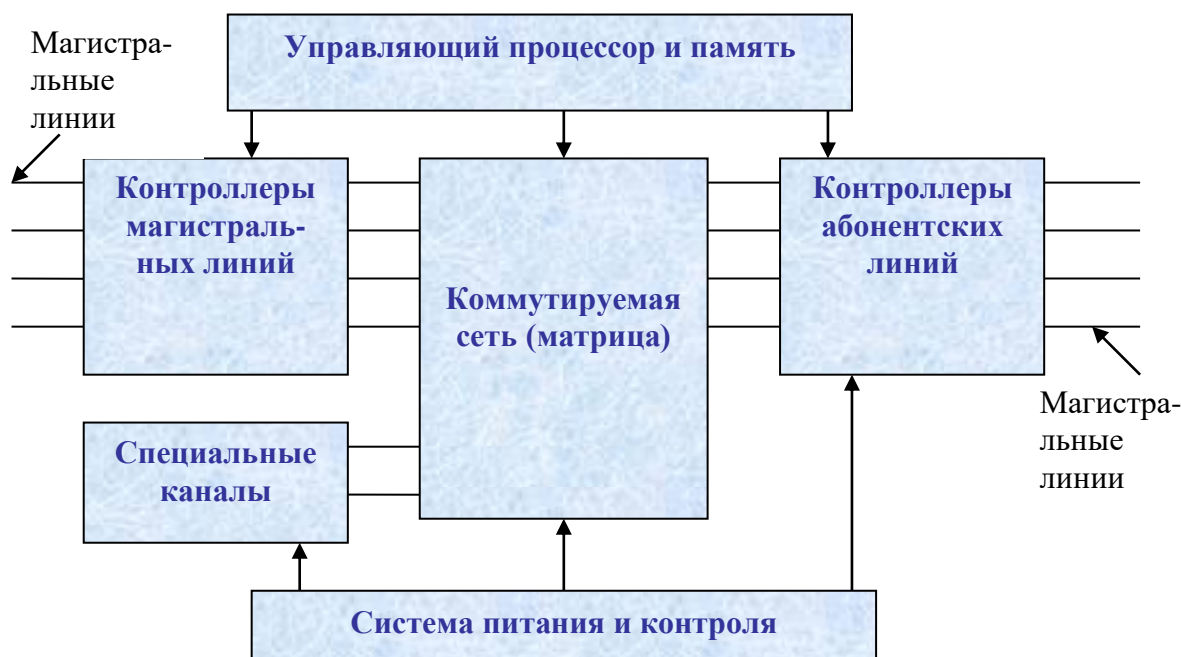 Магистра-
льные
линии
Управляющий процессор и память
Контроллеры
магистраль-
ных линий
Коммутируемая
сеть (матрица)
Контроллеры
абонентских
линий
Магистра-
льные
линии
Специальные
каналы
Система питания и контроля